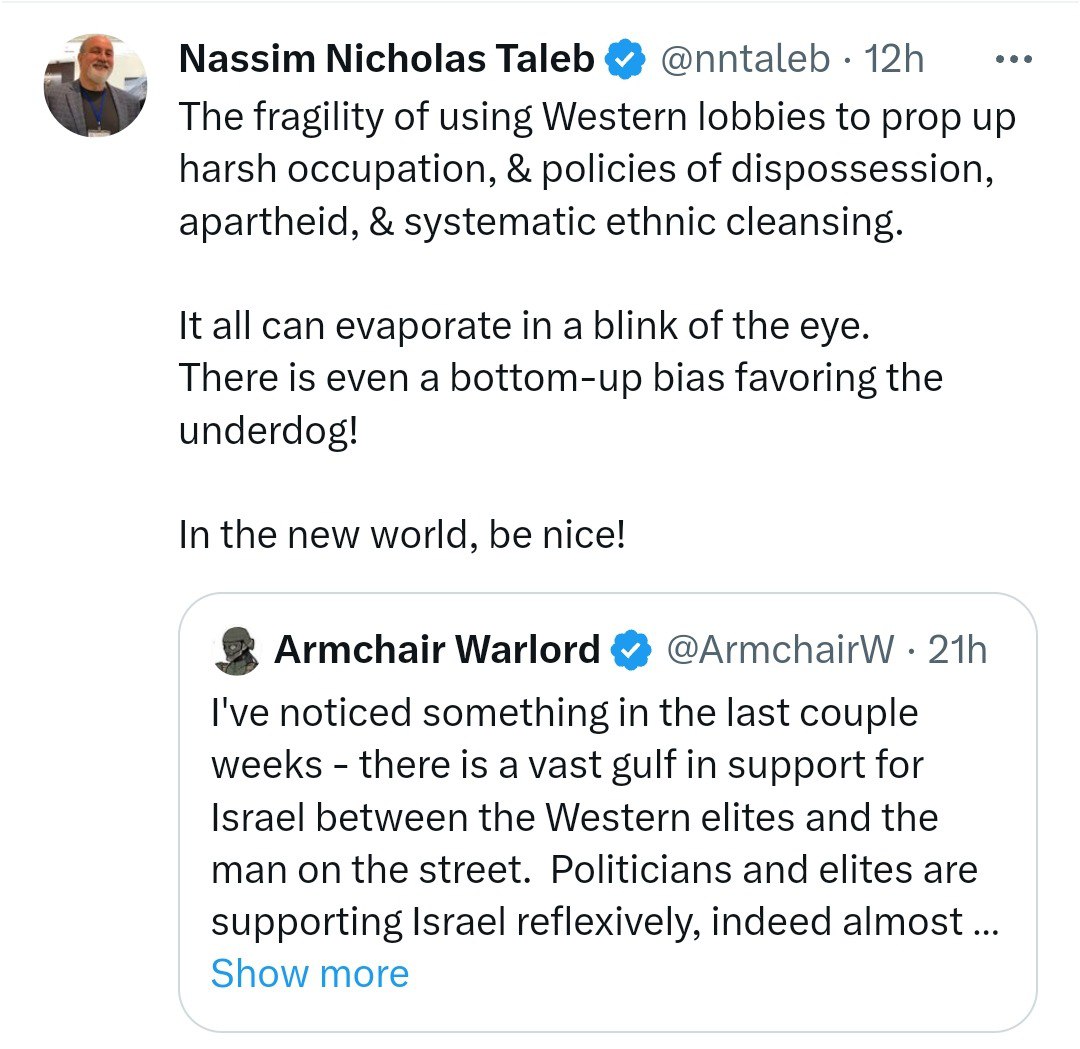 Nassim Nicholas Taleb @nntaleb · 12h ...
The fragility of using Western lobbies to prop up
harsh occupation, & policies of dispossession,
apartheid, & systematic ethnic cleansing.
It all can evaporate in a blink of the eye.
There is even a bottom-up bias favoring the
underdog!
In the new world, be nice!
Armchair Warlord @ArmchairW · 21h
I've noticed something in the last couple
weeks - there is a vast gulf in support for
Israel between the Western elites and the
man on the street.  Politicians and elites are
supporting Israel reflexively, indeed almost ...
Show more